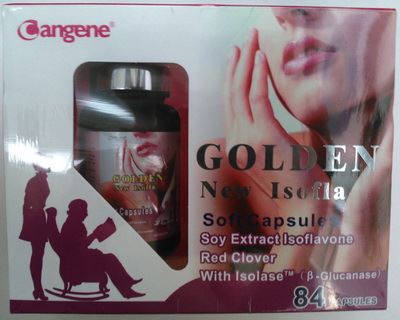 Cangene®
GOLDEN
New Isofla
Soft Capsules
Soy Extract Isoflavone
Red Clover
With Isolase™ (β-Glucanase)
84 CAPSULES
GOLDEN
New Isofla
Capsules